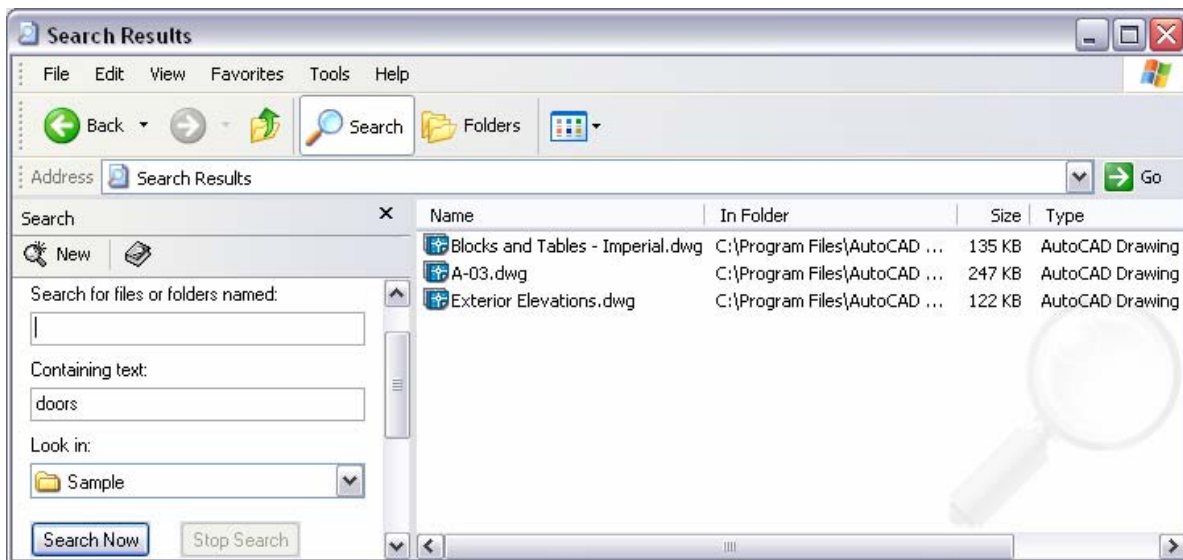 Search Results
File Edit View Favorites Tools Help
Back Search Folders
Address Search Results Go
Search
New
Search for files or folders named:
Containing text:
doors
Look in:
Sample
Search Now Stop Search
Name In Folder Size Type
Blocks and Tables - Imperial.dwg C:\Program Files\AutoCAD ... 135 KB AutoCAD Drawing
A-03.dwg C:\Program Files\AutoCAD ... 247 KB AutoCAD Drawing
Exterior Elevations.dwg C:\Program Files\AutoCAD ... 122 KB AutoCAD Drawing